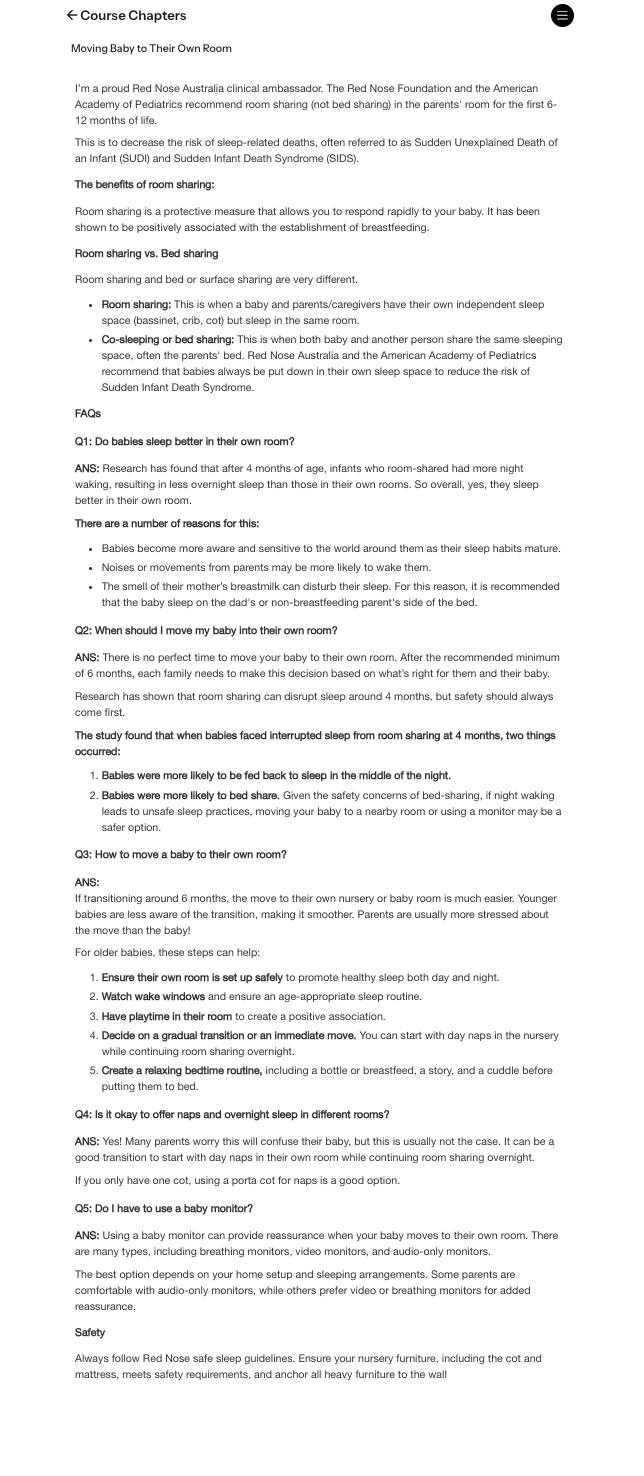 ← Course Chapters
Moving Baby to Their Own Room
I'm a proud Red Nose Australia clinical ambassador. The Red Nose Foundation and the American
Academy of Pediatrics recommend room sharing (not bed sharing) in the parents' room for the first 6-
12 months of life.
This is to decrease the risk of sleep-related deaths, often referred to as Sudden Unexplained Death of
an Infant (SUDI) and Sudden Infant Death Syndrome (SIDS).
The benefits of room sharing:
Room sharing is a protective measure that allows you to respond rapidly to your baby. It has been
shown to be positively associated with the establishment of breastfeeding.
Room sharing vs. Bed sharing
Room sharing and bed or surface sharing are very different.
• Room sharing: This is when a baby and parents/caregivers have their own independent sleep
space (bassinet, crib, cot) but sleep in the same room.
• Co-sleeping or bed sharing: This is when both baby and another person share the same sleeping
space, often the parents' bed. Red Nose Australia and the American Academy of Pediatrics
recommend that babies always be put down in their own sleep space to reduce the risk of
Sudden Infant Death Syndrome.
FAQs
Q1: Do babies sleep better in their own room?
ANS: Research has found that after 4 months of age, infants who room-shared had more night
waking, resulting in less overnight sleep than those in their own rooms. So overall, yes, they sleep
better in their own room.
There are a number of reasons for this:
• Babies become more aware and sensitive to the world around them as their sleep habits mature.
• Noises or movements from parents may be more likely to wake them.
• The smell of their mother's breastmilk can disturb their sleep. For this reason, it is recommended
that the baby sleep on the dad's or non-breastfeeding parent's side of the bed.
Q2: When should I move my baby into their own room?
ANS: There is no perfect time to move your baby to their own room. After the recommended minimum
of 6 months, each family needs to make this decision based on what's right for them and their baby.
Research has shown that room sharing can disrupt sleep around 4 months, but safety should always
come first.
The study found that when babies faced interrupted sleep from room sharing at 4 months, two things
occurred:
1. Babies were more likely to be fed back to sleep in the middle of the night.
2. Babies were more likely to bed share. Given the safety concerns of bed-sharing, if night waking
leads to unsafe sleep practices, moving your baby to a nearby room or using a monitor may be a
safer option.
Q3: How to move a baby to their own room?
ANS:
If transitioning around 6 months, the move to their own nursery or baby room is much easier. Younger
babies are less aware of the transition, making it smoother. Parents are usually more stressed about
the move than the baby!
For older babies, these steps can help:
1. Ensure their own room is set up safely to promote healthy sleep both day and night.
2. Watch wake windows and ensure an age-appropriate sleep routine.
3. Have playtime in their room to create a positive association.
4. Decide on a gradual transition or an immediate move. You can start with day naps in the nursery
while continuing room sharing overnight.
5. Create a relaxing bedtime routine, including a bottle or breastfeed, a story, and a cuddle before
putting them to bed.
Q4: Is it okay to offer naps and overnight sleep in different rooms?
ANS: Yes! Many parents worry this will confuse their baby, but this is usually not the case. It can be a
good transition to start with day naps in their own room while continuing room sharing overnight.
If you only have one cot, using a porta cot for naps is a good option.
Q5: Do I have to use a baby monitor?
ANS: Using a baby monitor can provide reassurance when your baby moves to their own room. There
are many types, including breathing monitors, video monitors, and audio-only monitors.
The best option depends on your home setup and sleeping arrangements. Some parents are
comfortable with audio-only monitors, while others prefer video or breathing monitors for added
reassurance.
Safety
Always follow Red Nose safe sleep guidelines. Ensure your nursery furniture, including the cot and
mattress, meets safety requirements, and anchor all heavy furniture to the wall